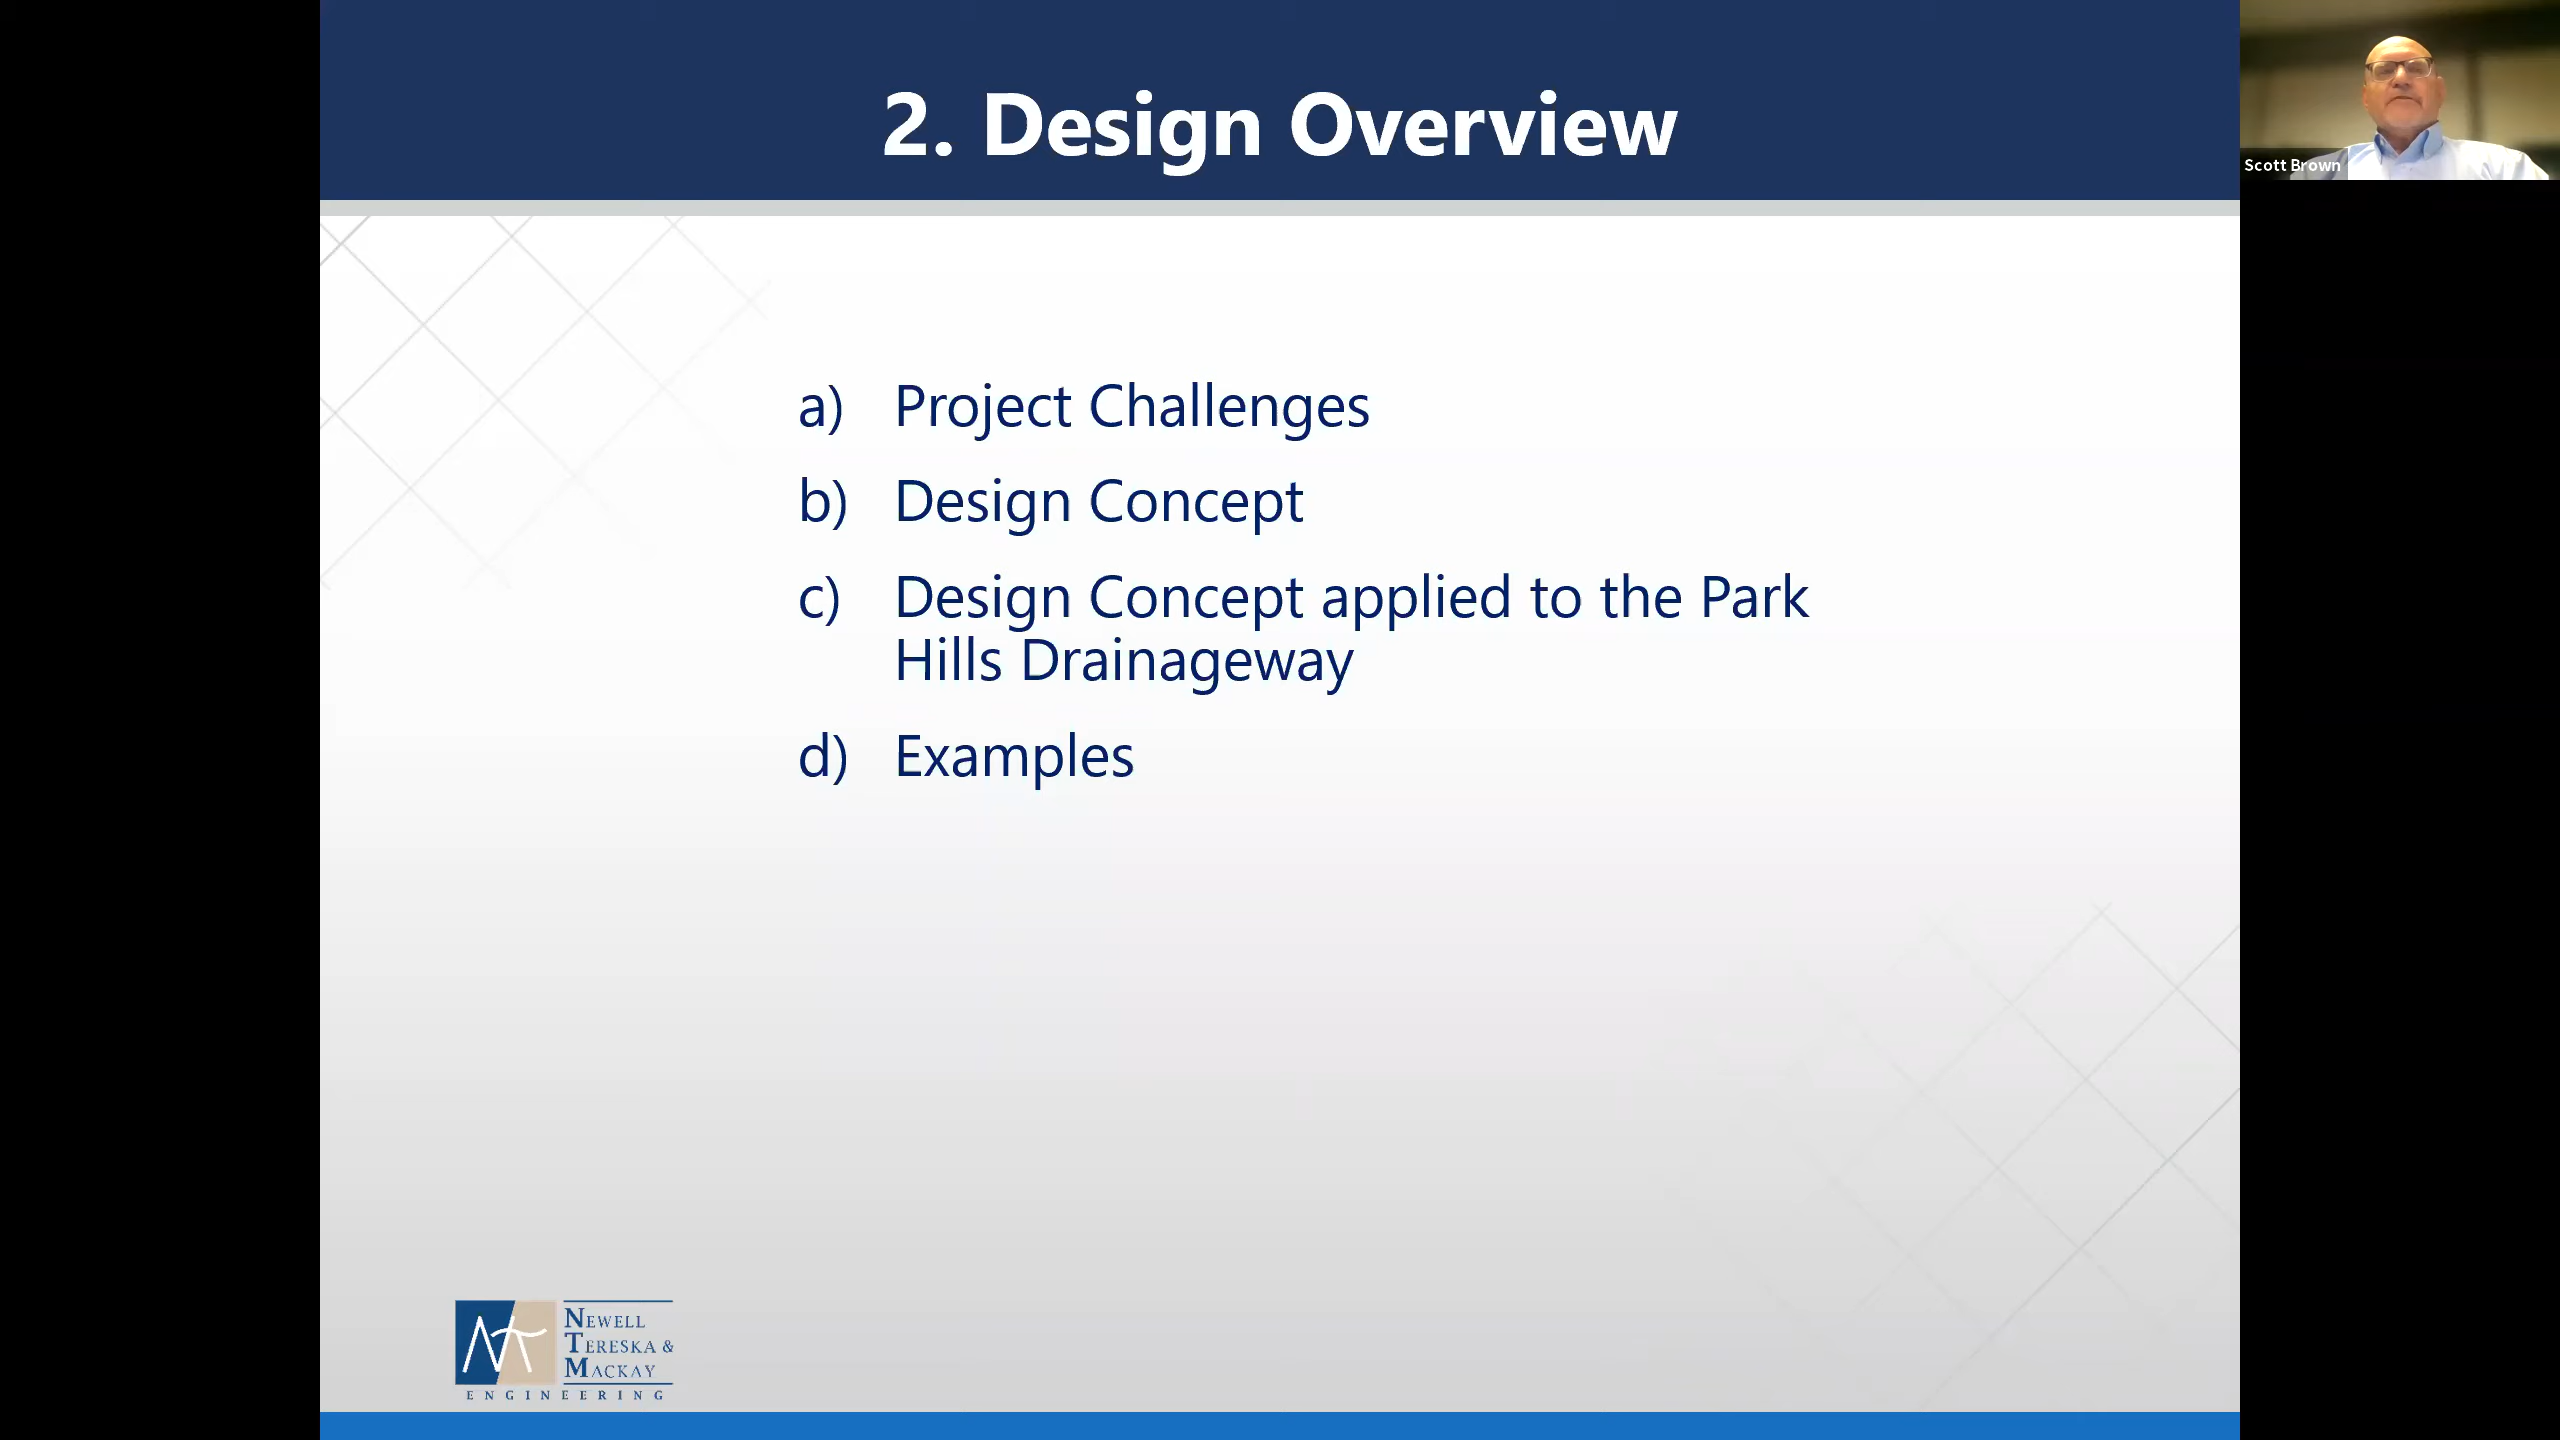 2. Design Overview
Scott Brown
a) Project Challenges
b) Design Concept
c) Design Concept applied to the Park
Hills Drainageway
d) Examples
NEWELL
TERESKA &
MACKAY
ENGINEERING